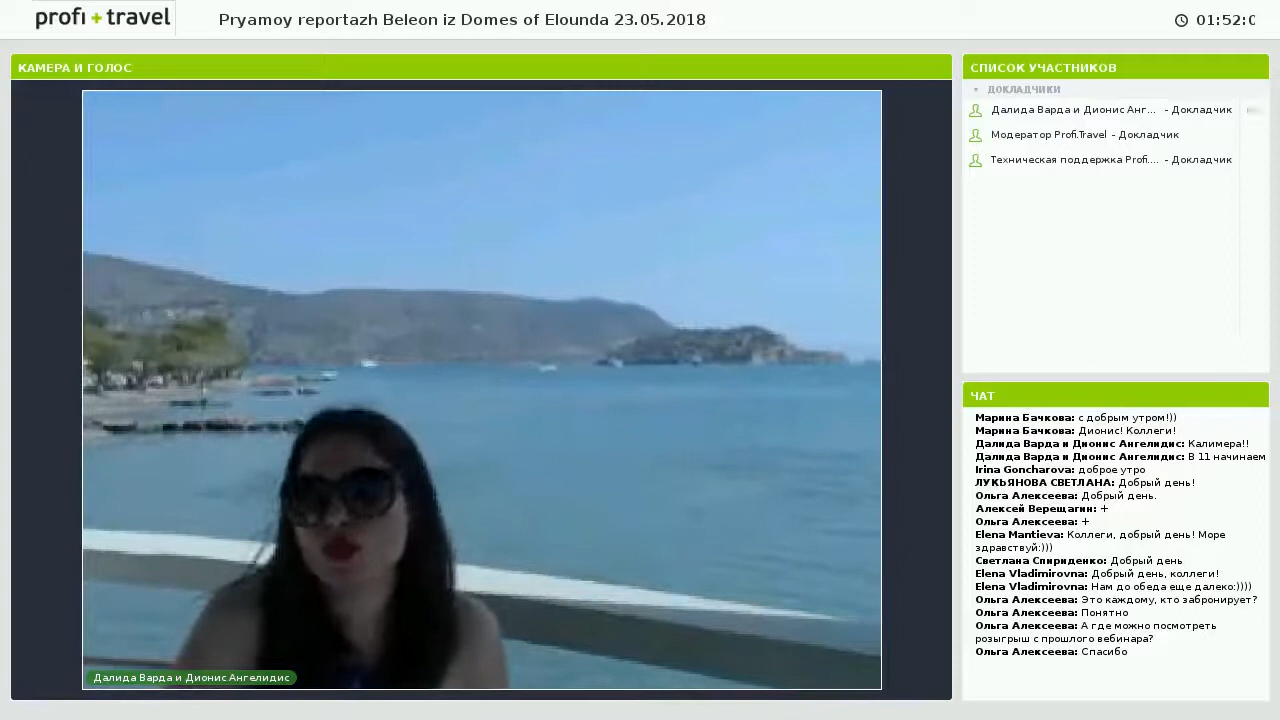 profi + travel
Pryamoy reportazh Beleon iz Domes of Elounda 23.05.2018
01:52:0
КАМЕРА И ГОЛОС
Далида Варда и Дионис Ангелидис
СПИСОК УЧАСТНИКОВ
ДОКЛАДЧИКИ
Далида Варда и Дионис Анг... - Докладчик
Модератор Profi.Travel - Докладчик
Техническая поддержка Profi.... - Докладчик
ЧАТ
Марина Бачкова: с добрым утром!))
Марина Бачкова: Дионис! Коллеги!
Далида Варда и Дионис Ангелидис: Калимера!!
Далида Варда и Дионис Ангелидис: В 11 начинаем
Irina Goncharova: доброе утро
ЛУКЬЯНОВА СВЕТЛАНА: Добрый день!
Ольга Алексеева: Добрый день.
Алексей Верещагин: +
Ольга Алексеева: +
Elena Mantieva: Коллеги, добрый день! Море
здравствуй:)))
Светлана Спириденко: Добрый день
Elena Vladimirovna: Добрый день, коллеги!
Elena Vladimirovna: Нам до обеда еще далеко:))))
Ольга Алексеева: Это каждому, кто забронирует?
Ольга Алексеева: Понятно
Ольга Алексеева: А где можно посмотреть
розыгрыш с прошлого вебинара?
Ольга Алексеева: Спасибо